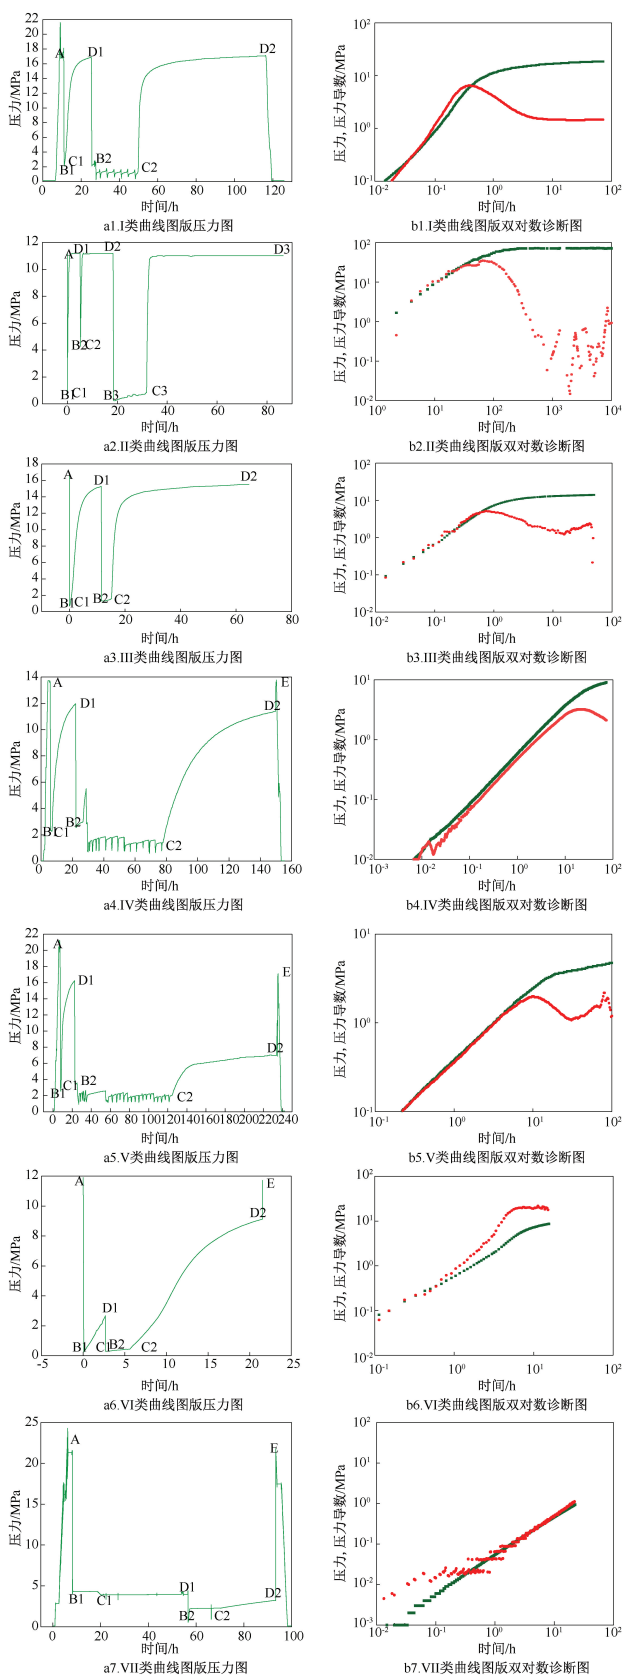 压力/MPa
22
20
18
16
14
12
10
8
6
4
2
0
A
D1
D2
B1
C1
B2
C2
0
20
40
60
80
100
120
时间/h
a1.I类曲线图版压力图
压力, 压力导数/MPa
10²
10¹
10⁰
10⁻¹
10⁻²
10⁻¹
10⁰
10¹
10²
时间/h
b1.I类曲线图版双对数诊断图
压力/MPa
12
10
8
6
4
2
0
A
D1
D2
D3
B2
C2
B1
C1
B3
C3
0
20
40
60
80
时间/h
a2.II类曲线图版压力图
压力, 压力导数/MPa
10²
10¹
10⁰
10⁻¹
10⁻²
10⁰
10¹
10²
10³
10⁴
时间/h
b2.II类曲线图版双对数诊断图
压力/MPa
18
16
14
12
10
8
6
4
2
0
A
D1
D2
B1
C1
B2
C2
0
20
40
60
80
时间/h
a3.III类曲线图版压力图
压力, 压力导数/MPa
10²
10¹
10⁰
10⁻¹
10⁻²
10⁻²
10⁻¹
10⁰
10¹
10²
时间/h
b3.III类曲线图版双对数诊断图
压力/MPa
14
12
10
8
6
4
2
0
A
D1
E
D2
B1
C1
B2
C2
0
20
40
60
80
100
120
140
160
时间/h
a4.IV类曲线图版压力图
压力, 压力导数/MPa
10¹
10⁰
10⁻¹
10⁻²
10⁻²
10⁻¹
10⁰
10¹
10²
时间/h
b4.IV类曲线图版双对数诊断图
压力/MPa
22
20
18
16
14
12
10
8
6
4
2
0
A
D1
E
D2
B1
C1
B2
C2
0
20
40
60
80
100
120
140
160
180
200
220
240
时间/h
a5.V类曲线图版压力图
压力, 压力导数/MPa
10¹
10⁰
10⁻¹
10⁻¹
10⁰
10¹
10²
时间/h
b5.V类曲线图版双对数诊断图
压力/MPa
12
10
8
6
4
2
0
A
E
D2
D1
B1
C1
B2
C2
-5
0
5
10
15
20
25
时间/h
a6.VI类曲线图版压力图
压力, 压力导数/MPa
10²
10¹
10⁰
10⁻¹
10⁻²
10⁻¹
10⁰
10¹
10²
时间/h
b6.VI类曲线图版双对数诊断图
压力/MPa
25
20
15
10
5
0
A
E
B1
C1
D1
D2
B2
C2
0
20
40
60
80
100
时间/h
a7.VII类曲线图版压力图
压力, 压力导数/MPa
10²
10¹
10⁰
10⁻¹
10⁻²
10⁻³
10⁻²
10⁻¹
10⁰
10¹
10²
时间/h
b7.VII类曲线图版双对数诊断图